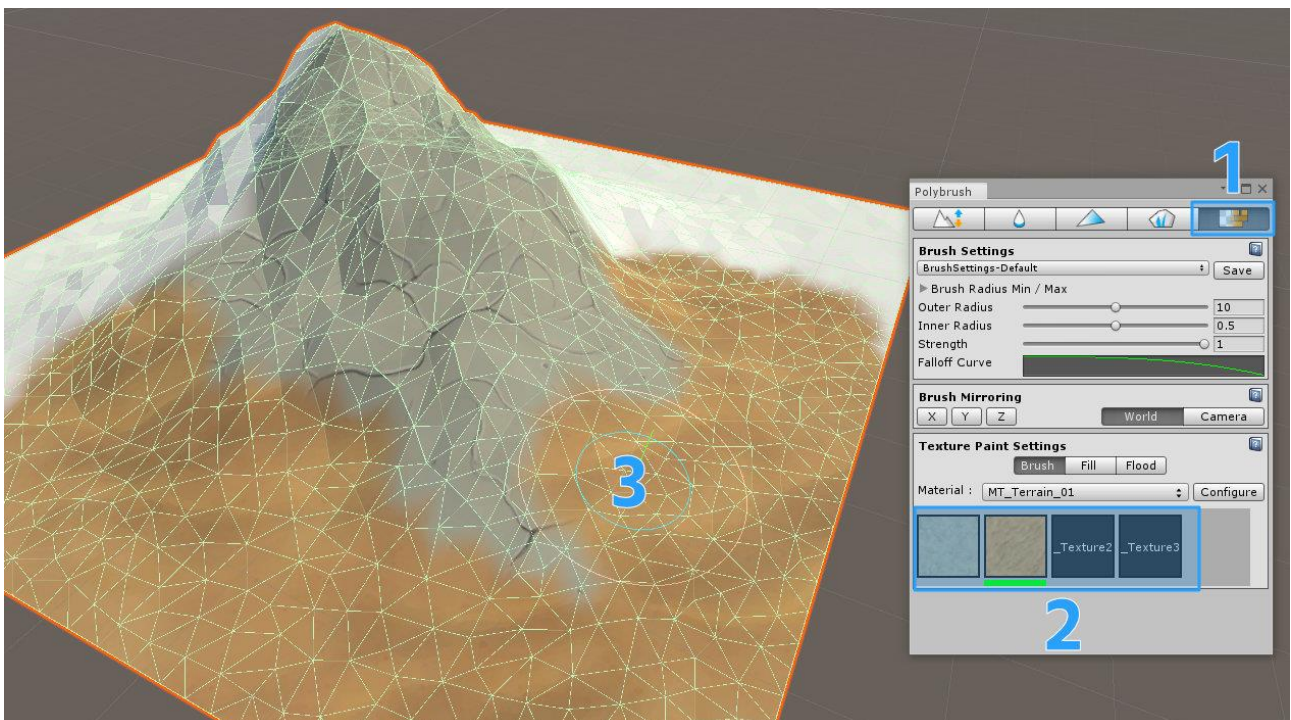 1
Polybrush
Brush Settings
BrushSettings-Default
Save
Brush Radius Min / Max
Outer Radius 10
Inner Radius 0.5
Strength 1
Falloff Curve
Brush Mirroring
X Y Z World Camera
Texture Paint Settings
Brush Fill Flood
Material : MT_Terrain_01 Configure
_Texture2 _Texture3
2
3